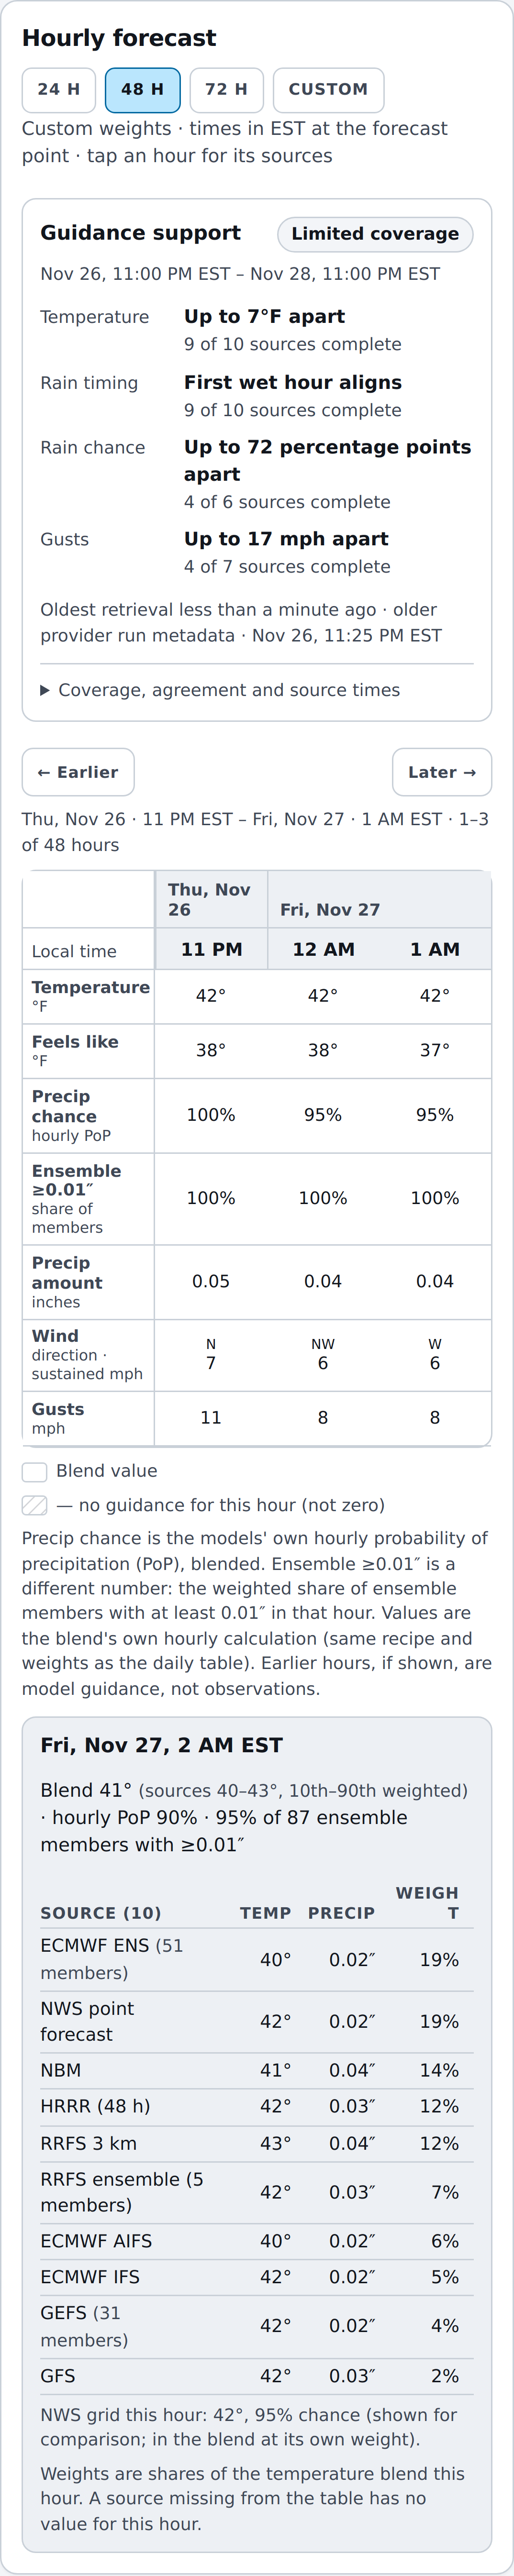 Hourly forecast
24 H 48 H 72 H CUSTOM
Custom weights · times in EST at the forecast
point · tap an hour for its sources
Guidance support Limited coverage
Nov 26, 11:00 PM EST – Nov 28, 11:00 PM EST
Temperature Up to 7°F apart
9 of 10 sources complete
Rain timing First wet hour aligns
9 of 10 sources complete
Rain chance Up to 72 percentage points
apart
4 of 6 sources complete
Gusts Up to 17 mph apart
4 of 7 sources complete
Oldest retrieval less than a minute ago · older
provider run metadata · Nov 26, 11:25 PM EST
▶ Coverage, agreement and source times
← Earlier Later →
Thu, Nov 26 · 11 PM EST – Fri, Nov 27 · 1 AM EST · 1–3
of 48 hours
Thu, Nov
26 Fri, Nov 27
Local time 11 PM 12 AM 1 AM
Temperature
°F 42° 42° 42°
Feels like
°F 38° 38° 37°
Precip
chance
hourly PoP 100% 95% 95%
Ensemble
≥0.01″
share of
members 100% 100% 100%
Precip
amount
inches 0.05 0.04 0.04
Wind
direction ·
sustained mph N 7 NW 6 W 6
Gusts
mph 11 8 8
Blend value
— no guidance for this hour (not zero)
Precip chance is the models' own hourly probability of
precipitation (PoP), blended. Ensemble ≥0.01″ is a
different number: the weighted share of ensemble
members with at least 0.01″ in that hour. Values are
the blend's own hourly calculation (same recipe and
weights as the daily table). Earlier hours, if shown, are
model guidance, not observations.
Fri, Nov 27, 2 AM EST
Blend 41° (sources 40–43°, 10th–90th weighted)
· hourly PoP 90% · 95% of 87 ensemble
members with ≥0.01″
SOURCE (10) TEMP PRECIP WEIGH
T
ECMWF ENS (51
members) 40° 0.02″ 19%
NWS point
forecast 42° 0.02″ 19%
NBM 41° 0.04″ 14%
HRRR (48 h) 42° 0.03″ 12%
RRFS 3 km 43° 0.04″ 12%
RRFS ensemble (5
members) 42° 0.03″ 7%
ECMWF AIFS 40° 0.02″ 6%
ECMWF IFS 42° 0.02″ 5%
GEFS (31
members) 42° 0.02″ 4%
GFS 42° 0.03″ 2%
NWS grid this hour: 42°, 95% chance (shown for
comparison; in the blend at its own weight).
Weights are shares of the temperature blend this
hour. A source missing from the table has no
value for this hour.